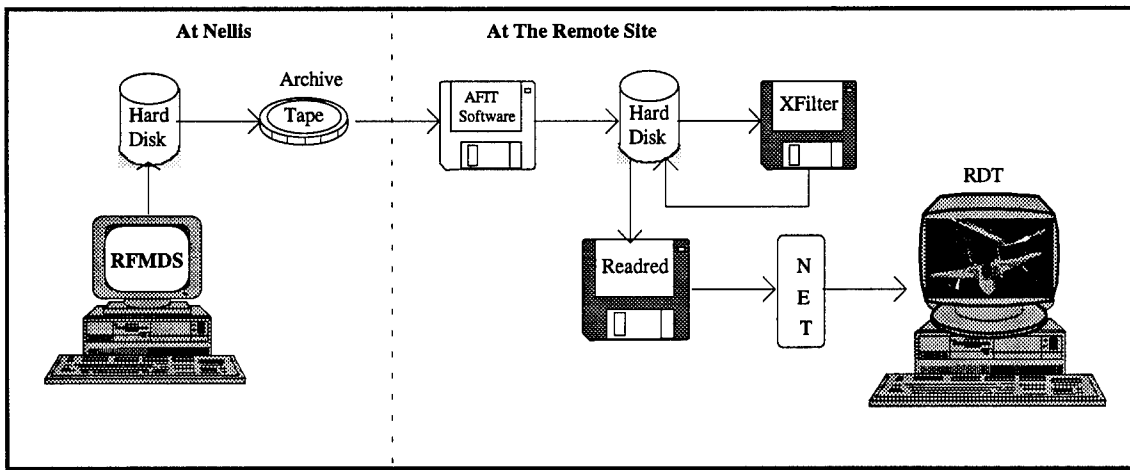 At Nellis
At The Remote Site
Archive
Hard
Disk
Tape
AFIT
Software
Hard
Disk
XFilter
RDT
RFMDS
Readred
N
E
T